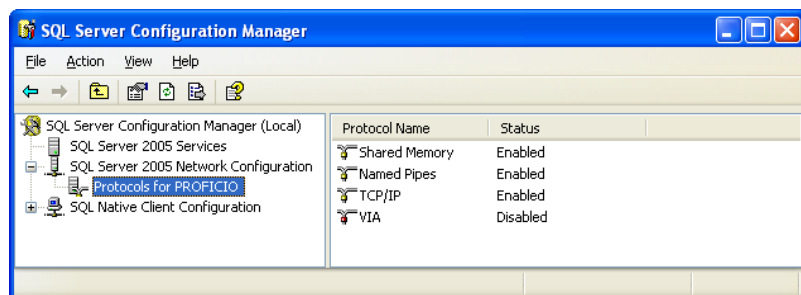 SQL Server Configuration Manager
File Action View Help
SQL Server Configuration Manager (Local)
SQL Server 2005 Services
SQL Server 2005 Network Configuration
Protocols for PROFICIO
SQL Native Client Configuration
Protocol Name Status
Shared Memory Enabled
Named Pipes Enabled
TCP/IP Enabled
VIA Disabled